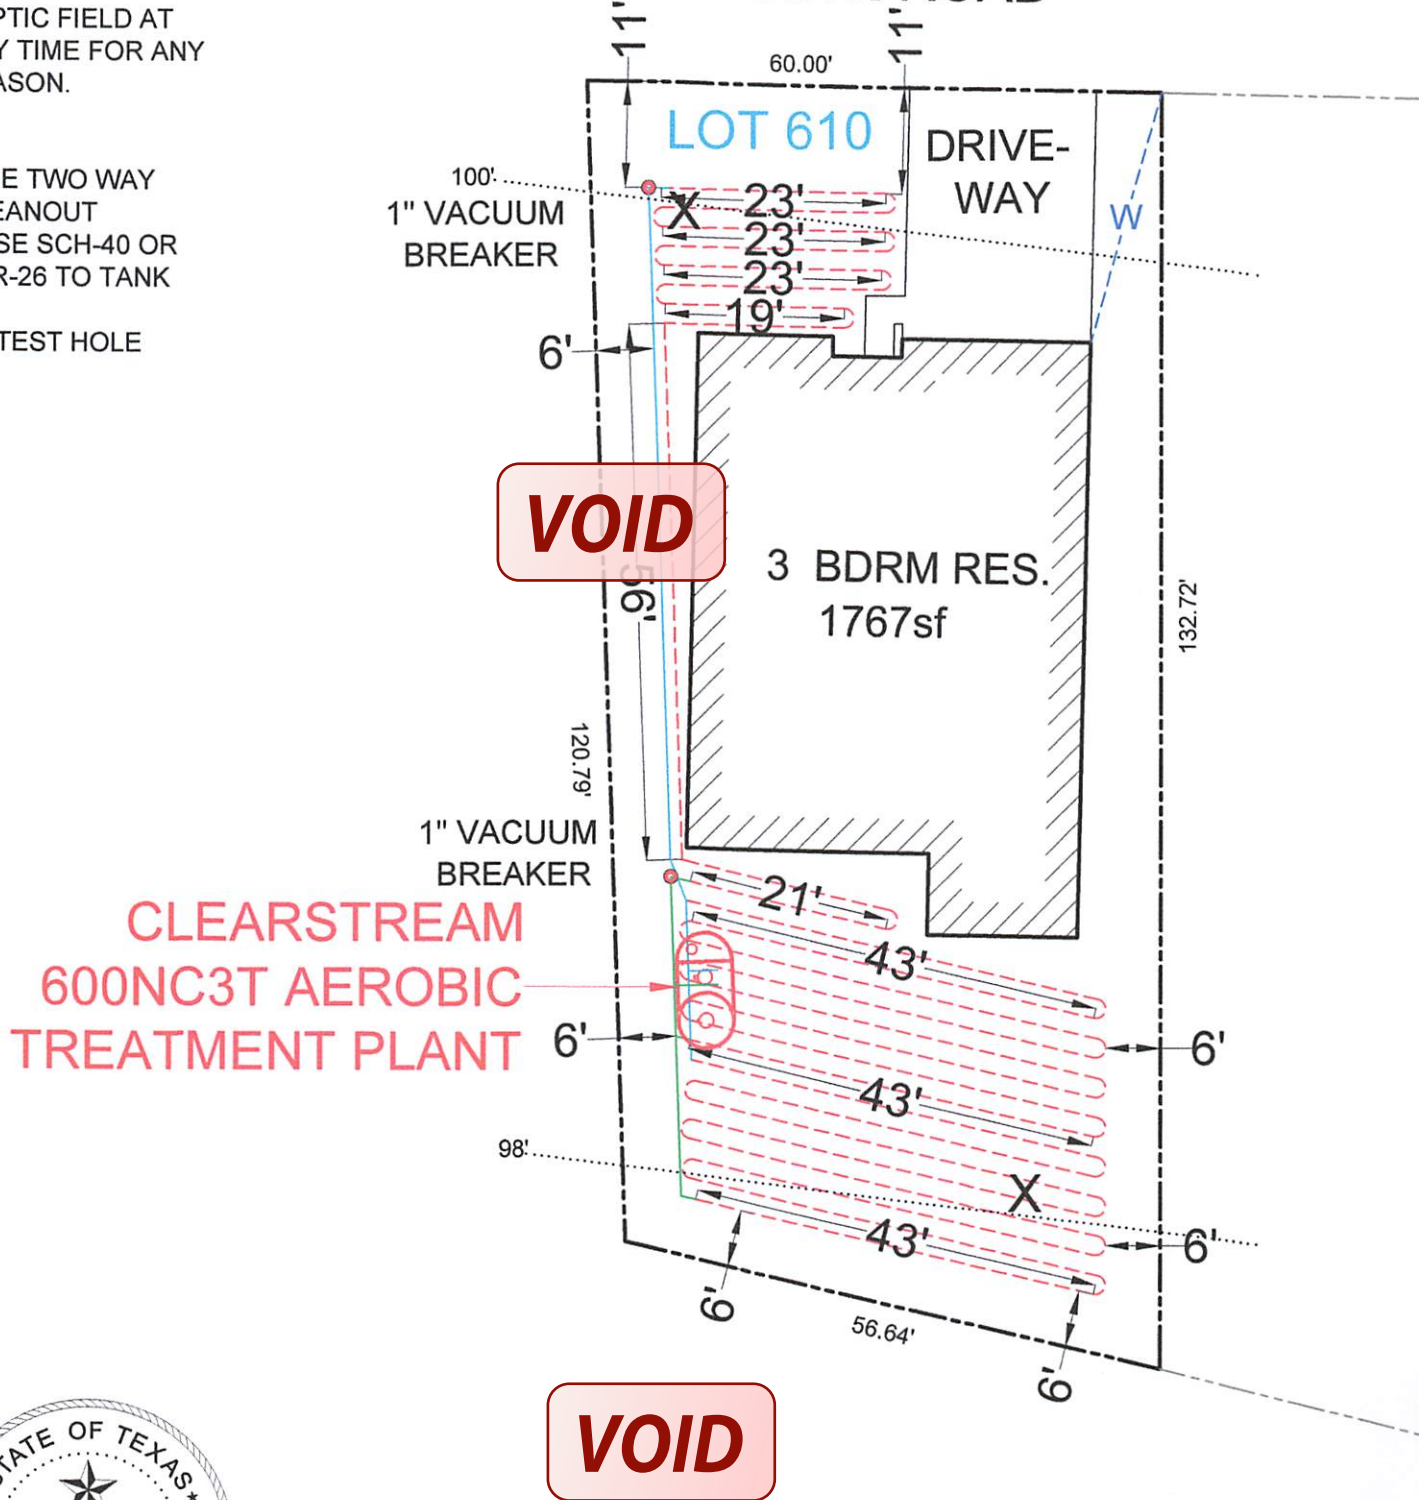 PTIC FIELD AT
Y TIME FOR ANY
ASON.
E TWO WAY
EANOUT
SE SCH-40 OR
R-26 TO TANK
TEST HOLE
11'
11'
60.00'
LOT 610
DRIVE-
WAY
W
100'
1" VACUUM
BREAKER
X
23'
23'
23'
19'
6'
VOID
56'
3 BDRM RES.
1767sf
132.72'
120.79'
1" VACUUM
BREAKER
21'
43'
CLEARSTREAM
600NC3T AEROBIC
TREATMENT PLANT
6'
6'
43'
98'
X
43'
6'
6'
56.64'
6'
VOID
STATE OF TEXAS